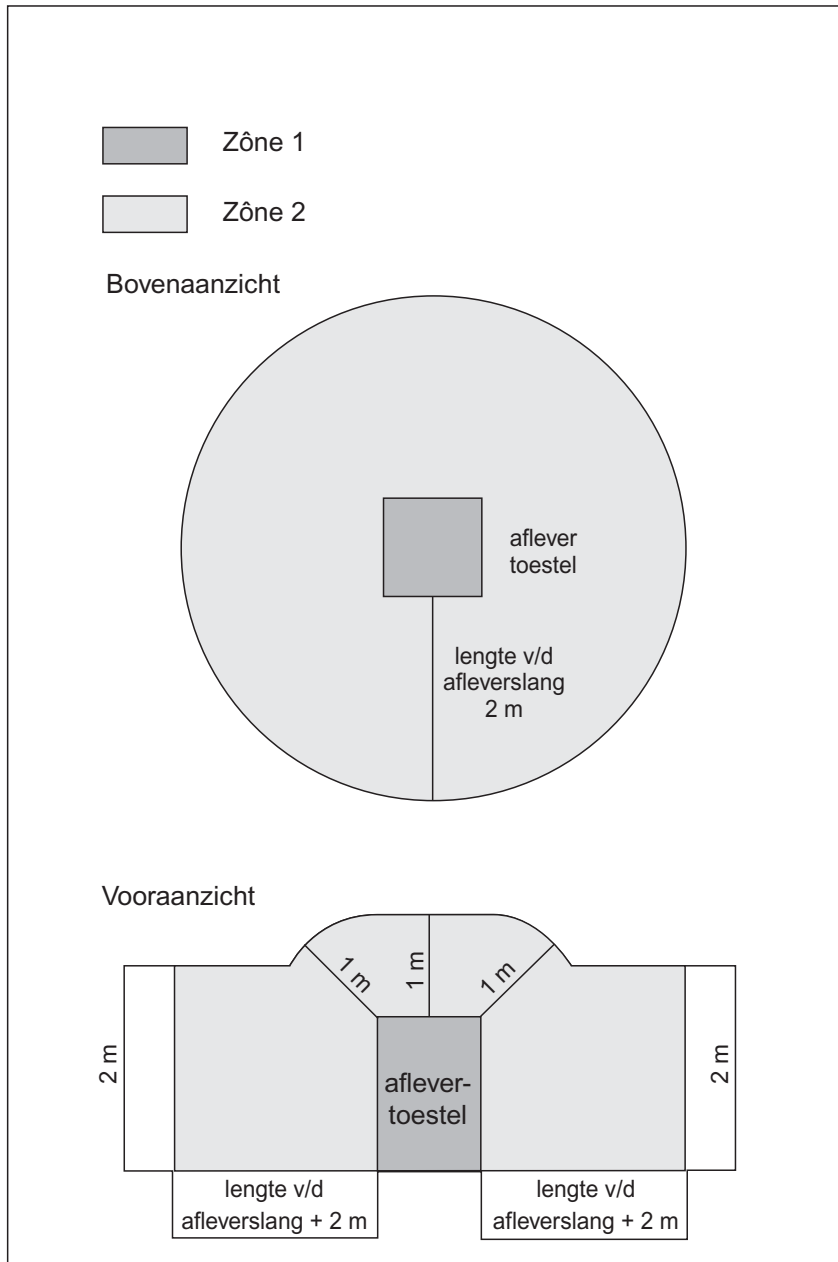 Zône 1
Zône 2
Bovenaanzicht
aflever
toestel
lengte v/d
afleverslang
2 m
Vooraanzicht
1 m
1 m
1 m
2 m
aflever-
toestel
2 m
lengte v/d
afleverslang + 2 m
lengte v/d
afleverslang + 2 m